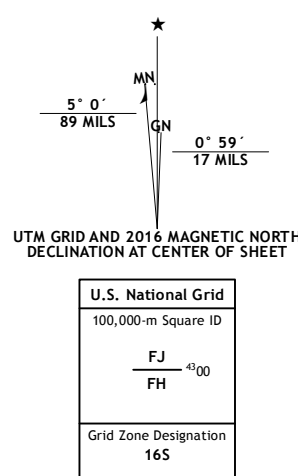 ★
MN
GN
5° 0´
89 MILS
0° 59´
17 MILS
UTM GRID AND 2016 MAGNETIC NORTH
DECLINATION AT CENTER OF SHEET
U.S. National Grid
100,000-m Square ID
FJ
4300
FH
Grid Zone Designation
16S